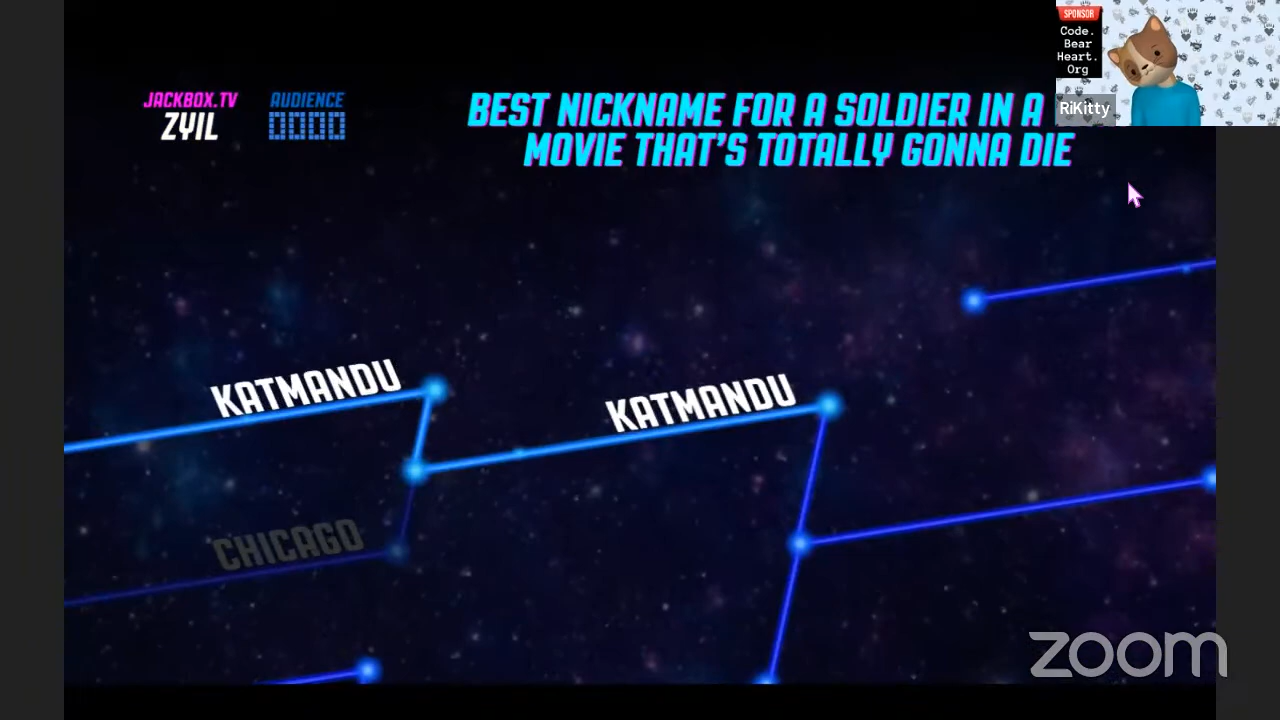 JACKBOX.TV
ZYIL
AUDIENCE
0000
BEST NICKNAME FOR A SOLDIER IN A
MOVIE THAT'S TOTALLY GONNA DIE
SPONSOR
Code.
Bear
Heart.
Org
RiKitty
KATMANDU
KATMANDU
CHICAGO
zoom